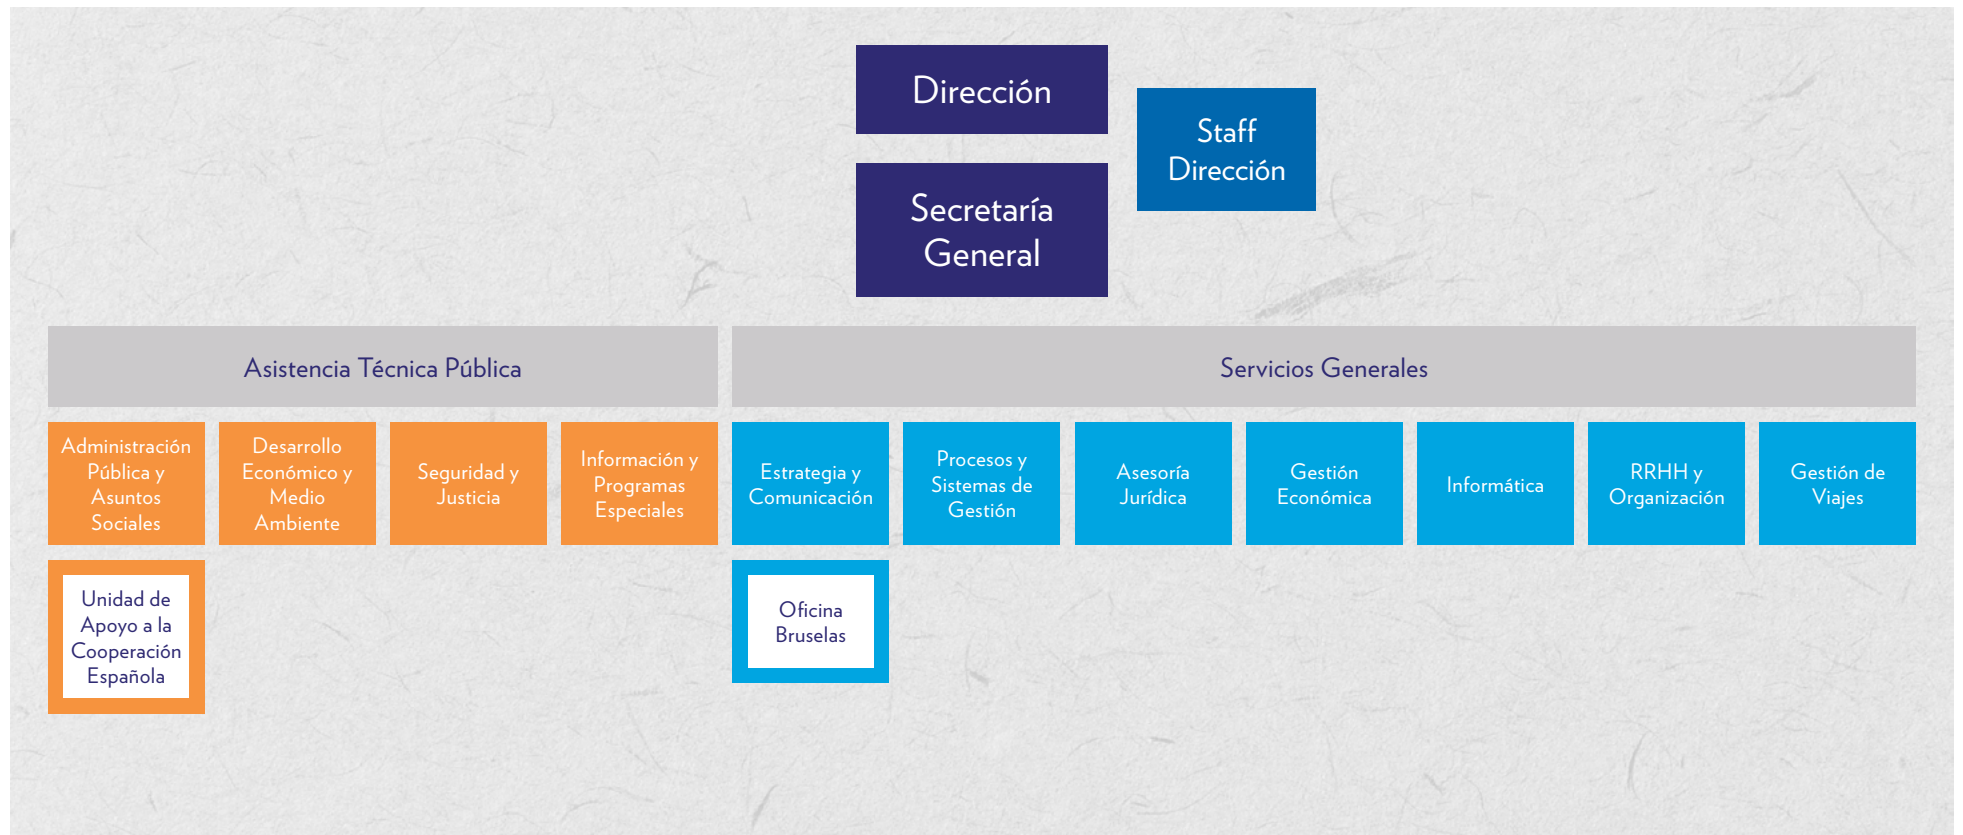 Dirección
Staff
Dirección
Secretaría
General
Asistencia Técnica Pública
Servicios Generales
Administración
Pública y
Asuntos
Sociales
Desarrollo
Económico y
Medio
Ambiente
Seguridad y
Justicia
Información y
Programas
Especiales
Estrategia y
Comunicación
Procesos y
Sistemas de
Gestión
Asesoría
Jurídica
Gestión
Económica
Informática
RRHH y
Organización
Gestión de
Viajes
Unidad de
Apoyo a la
Cooperación
Española
Oficina
Bruselas